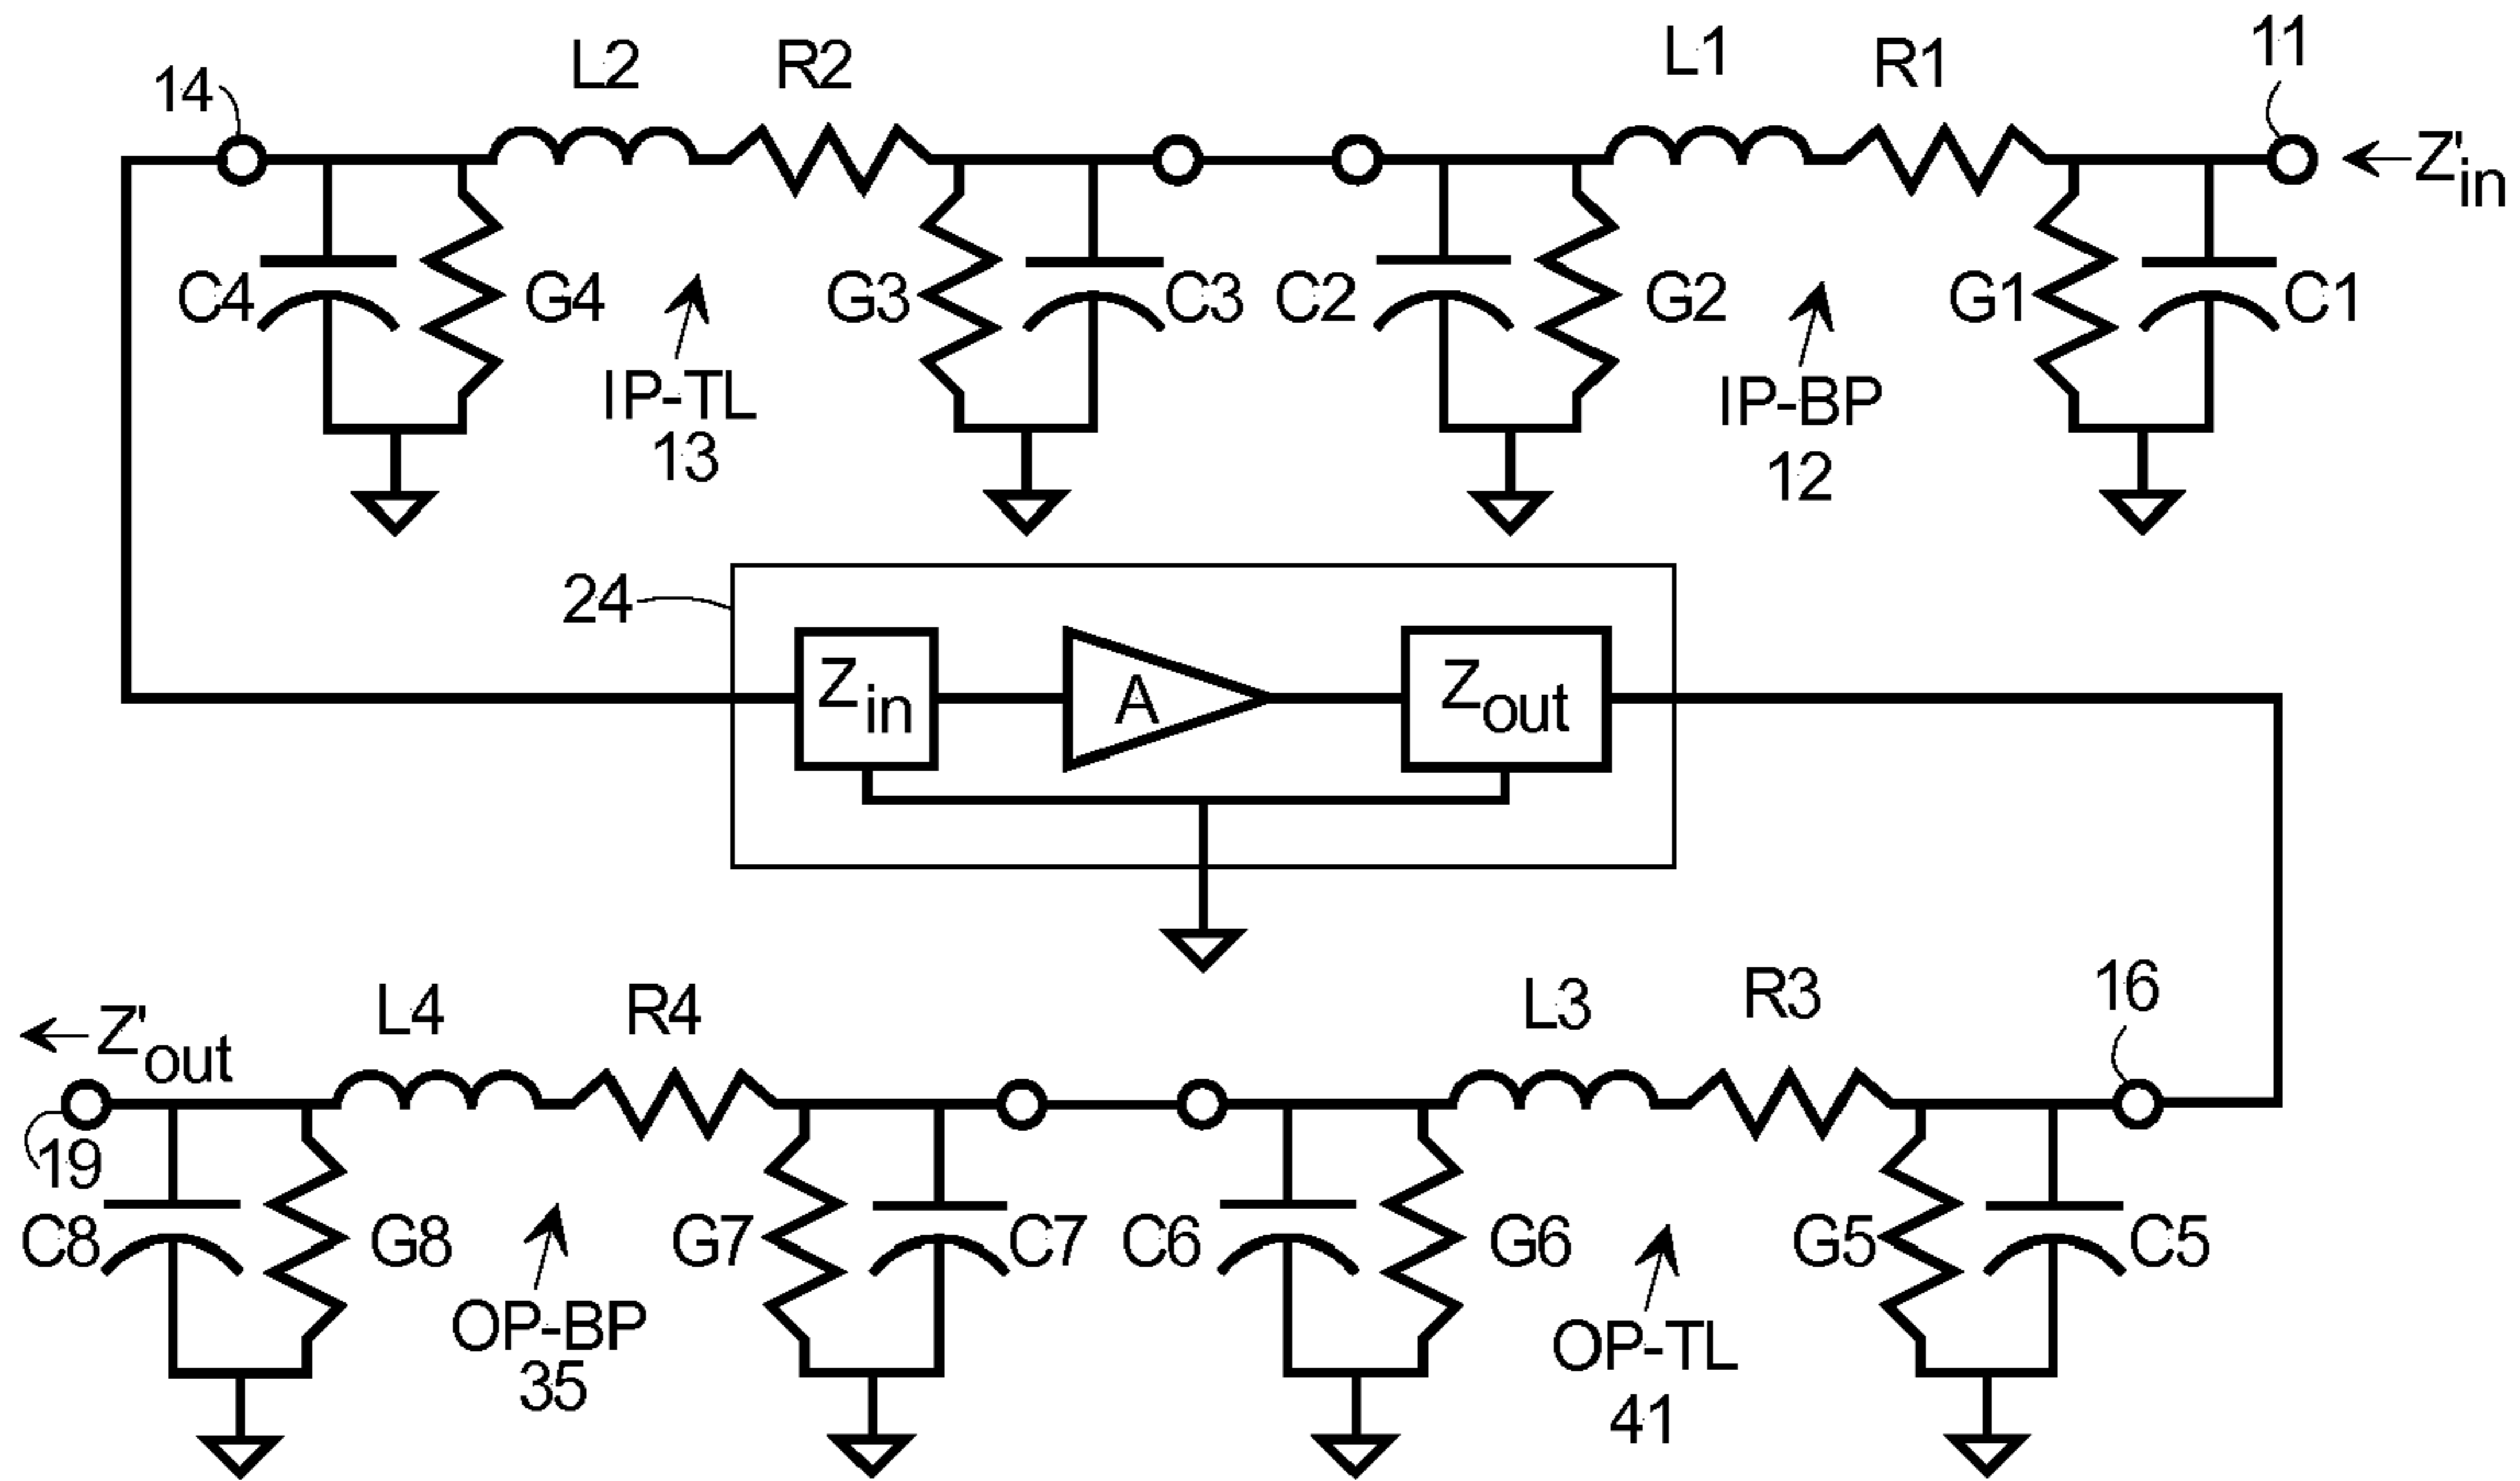 L2 R2 L1 R1 11
14
Z'in
C4 G4 G3 C3 C2 G2 G1 C1
IP-TL
13
IP-BP
12
24
Zin A Zout
L4 R4 L3 R3 16
Z'out
19
C8 G8 G7 C7 C6 G6 G5 C5
OP-BP
35
OP-TL
41